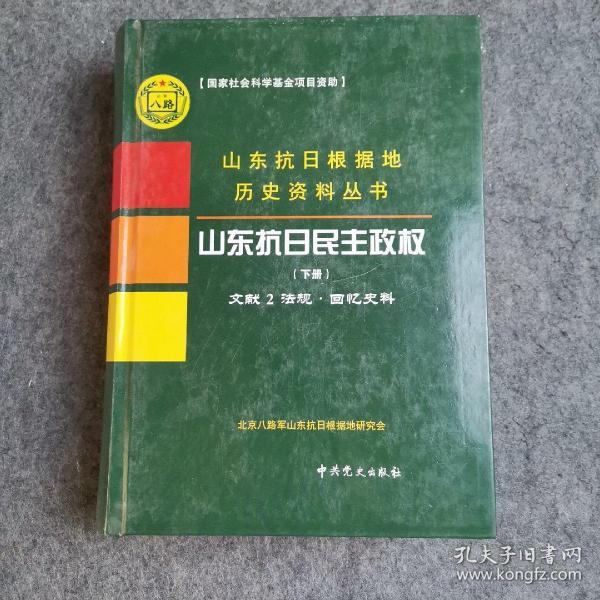 【国家社会科学基金项目资助】
八路
山东抗日根据地
历史资料丛书
山东抗日民主政权
（下册）
文献 2 法规·回忆史料
北京八路军山东抗日根据地研究会
中共党史出版社
孔夫子旧書网
www.kongfz.com